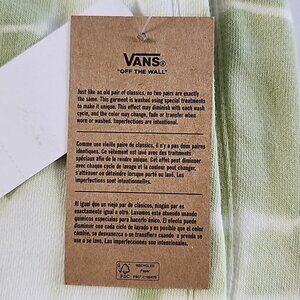 VANS®
"OFF THE WALL"
Just like an old pair of classics, no two pairs are exactly
the same. This garment is washed using special treatments
to make it unique. This effect may diminish with each wash
cycle, and the color may change, fade or transfer when
worn or washed. Imperfections are intentional.
Comme une vieille paire de classiques, il n'y a pas deux paires
identiques. Ce vêtement est lavé avec des traitements
spéciaux afin de le rendre unique. Cet effet peut diminuer
avec chaque cycle de lavage et la couleur peut changer,
s'atténuer ou déteindre lorsque porté ou lavé. Les
imperfections sont intentionnelles.
Al igual que un viejo par de clásicos, ningún par es
exactamente igual a otro. Lavamos esta atuendo usando
químicos especiales para hacerlo único. El efecto puede
disminuir con cada ciclo de lavado y es posible que el color
cambie, se desvanezca o se transfiera cuando la prenda se
use o se lave. Las imperfecciones son intencionales.
FSC
RECYCLED
Paper